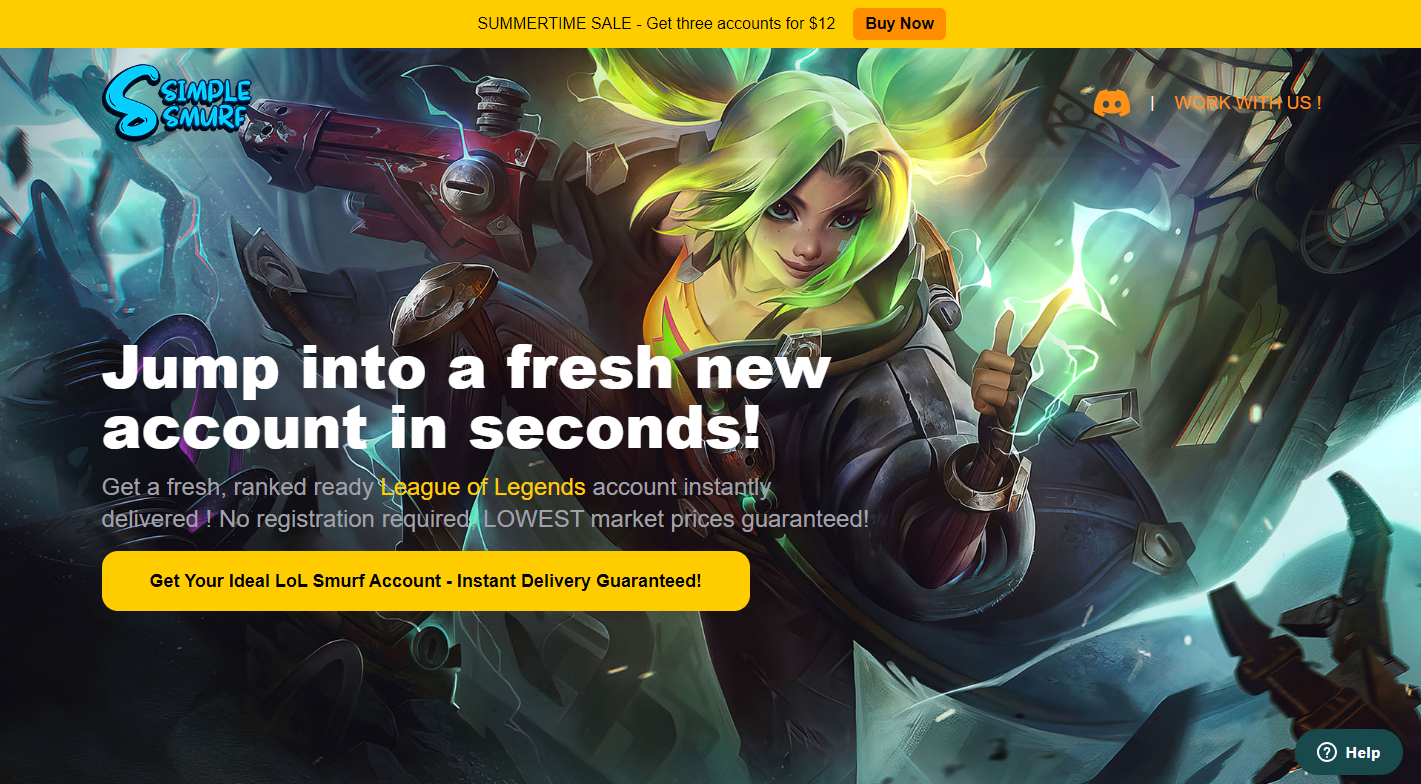 SUMMERTIME SALE - Get three accounts for $12 Buy Now
SIMPLE
SMURF
WORK WITH US !
Jump into a fresh new
account in seconds!
Get a fresh, ranked ready League of Legends account instantly
delivered ! No registration required. LOWEST market prices guaranteed!
Get Your Ideal LoL Smurf Account - Instant Delivery Guaranteed!
Help